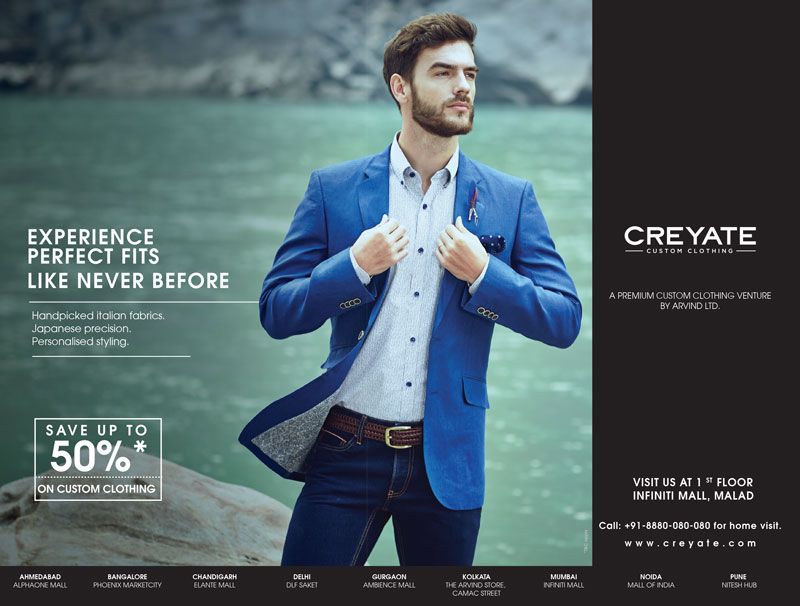 EXPERIENCE
PERFECT FITS
LIKE NEVER BEFORE
Handpicked italian fabrics.
Japanese precision.
Personalised styling.
SAVE UP TO
50%*
ON CUSTOM CLOTHING
CREYATE
CUSTOM CLOTHING
A PREMIUM CUSTOM CLOTHING VENTURE
BY ARVIND LTD.
VISIT US AT 1 ST FLOOR
INFINITI MALL, MALAD
Call: +91-8880-080-080 for home visit.
www.creyate.com
*T&C apply
AHMEDABAD
ALPHAONE MALL
BANGALORE
PHOENIX MARKETCITY
CHANDIGARH
ELANTE MALL
DELHI
DLF SAKET
GURGAON
AMBIENCE MALL
KOLKATA
THE ARVIND STORE,
CAMAC STREET
MUMBAI
INFINITI MALL
NOIDA
MALL OF INDIA
PUNE
NITESH HUB